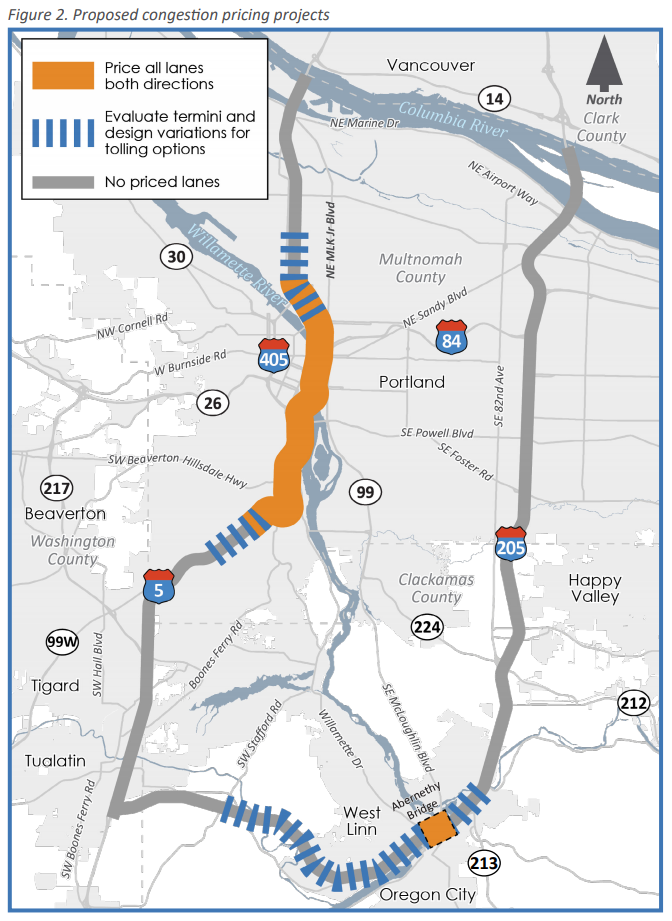 Figure 2. Proposed congestion pricing projects
Price all lanes
both directions
Evaluate termini and
design variations for
tolling options
No priced lanes
Vancouver
14
North
Clark
County
Columbia River
NE Marine Dr
NE Airport Way
NE MLK Jr Blvd
30
Willamette River
Multnomah
County
NE Sandy Blvd
NW Cornell Rd
405
84
W Burnside Rd
Portland
26
SE 82nd Ave
SE Powell Blvd
SE Foster Rd
SW Beaverton
Hillsdale Hwy
217
99
Beaverton
Washington
County
205
5
Clackamas
County
Happy
Valley
224
99W
SW Hall Blvd
Boones Ferry Rd
Tigard
SE McLoughlin Blvd
212
SW Stafford Rd
Willamette Dr
Tualatin
SW Boones Ferry Rd
Abernethy
Bridge
West
Linn
213
Oregon City